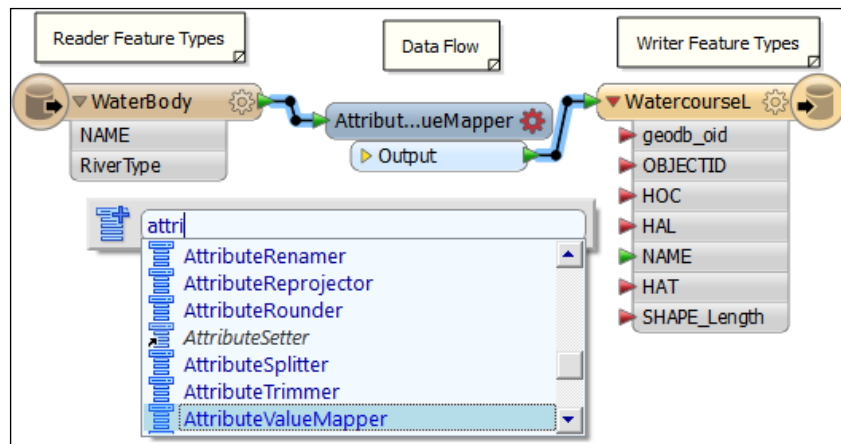 Reader Feature Types
Data Flow
Writer Feature Types
WaterBody
NAME
RiverType
Attribut...ueMapper
Output
WatercourseL
geodb_oid
OBJECTID
HOC
HAL
NAME
HAT
SHAPE_Length
attri
AttributeRenamer
AttributeReprojector
AttributeRounder
AttributeSetter
AttributeSplitter
AttributeTrimmer
AttributeValueMapper